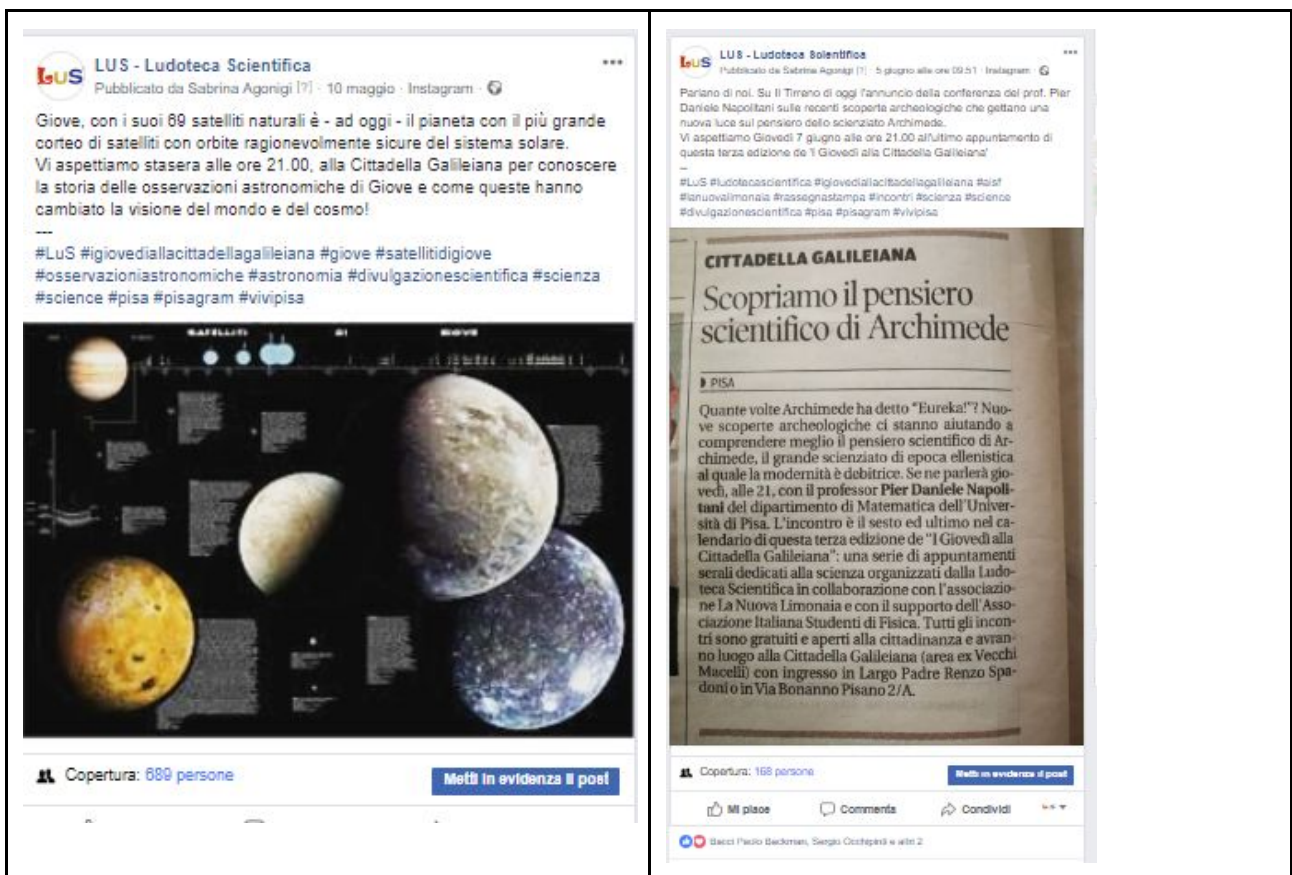 LUS
LUS - Ludoteca Scientifica
Pubblicato da Sabrina Agonigi [?] · 10 maggio · Instagram ·
Giove, con i suoi 69 satelliti naturali è - ad oggi - il pianeta con il più grande
corteo di satelliti con orbite ragionevolmente sicure del sistema solare.
Vi aspettiamo stasera alle ore 21.00, alla Cittadella Galileiana per conoscere
la storia delle osservazioni astronomiche di Giove e come queste hanno
cambiato la visione del mondo e del cosmo!
---
#LuS #igiovediallacittadellagalileiana #giove #satellitidigiove
#osservazioniastronomiche #astronomia #divulgazionescientifica #scienza
#science #pisa #pisagram #vivipisa
SATELLITI DI GIOVE
Copertura: 689 persone
Metti in evidenza il post
LUS
LUS - Ludoteca Scientifica
Pubblicato da Sabrina Agonigi [?] · 5 giugno alle ore 09:51 · Instagram ·
Parlano di noi. Su Il Tirreno di oggi l'annuncio della conferenza del prof. Pier
Daniele Napolitani sulle recenti scoperte archeologiche che gettano una
nuova luce sul pensiero dello scienziato Archimede.
Vi aspettiamo Giovedì 7 giugno alle ore 21.00 all'ultimo appuntamento di
questa terza edizione de 'I Giovedì alla Cittadella Galileiana'
--
#LuS #ludotecascientifica #igiovediallacittadellagalileiana #aisf
#lanuovalimonaia #rassegnastampa #incontri #scienza #science
#divulgazionescientifica #pisa #pisagram #vivipisa
CITTADELLA GALILEIANA
Scopriamo il pensiero
scientifico di Archimede
PISA
Quante volte Archimede ha detto "Eureka!"? Nuo-
ve scoperte archeologiche ci stanno aiutando a
comprendere meglio il pensiero scientifico di Ar-
chimede, il grande scienziato di epoca ellenistica
al quale la modernità è debitrice. Se ne parlerà gio-
vedì, alle 21, con il professor Pier Daniele Napoli-
tani del dipartimento di Matematica dell'Univer-
sità di Pisa. L'incontro è il sesto ed ultimo nel ca-
lendario di questa terza edizione de "I Giovedì alla
Cittadella Galileiana": una serie di appuntamenti
serali dedicati alla scienza organizzati dalla Ludo-
teca Scientifica in collaborazione con l'associazio-
ne La Nuova Limonaia e con il supporto dell'Asso-
ciazione Italiana Studenti di Fisica. Tutti gli incon-
tri sono gratuiti e aperti alla cittadinanza e avran-
no luogo alla Cittadella Galileiana (area ex Vecchi
Macelli) con ingresso in Largo Padre Renzo Spa-
doni o in Via Bonanno Pisano 2/A.
Copertura: 168 persone
Metti in evidenza il post
Mi piace Commenta Condividi
Bacci Paolo Backman, Sergio Occhipinti e altri 2